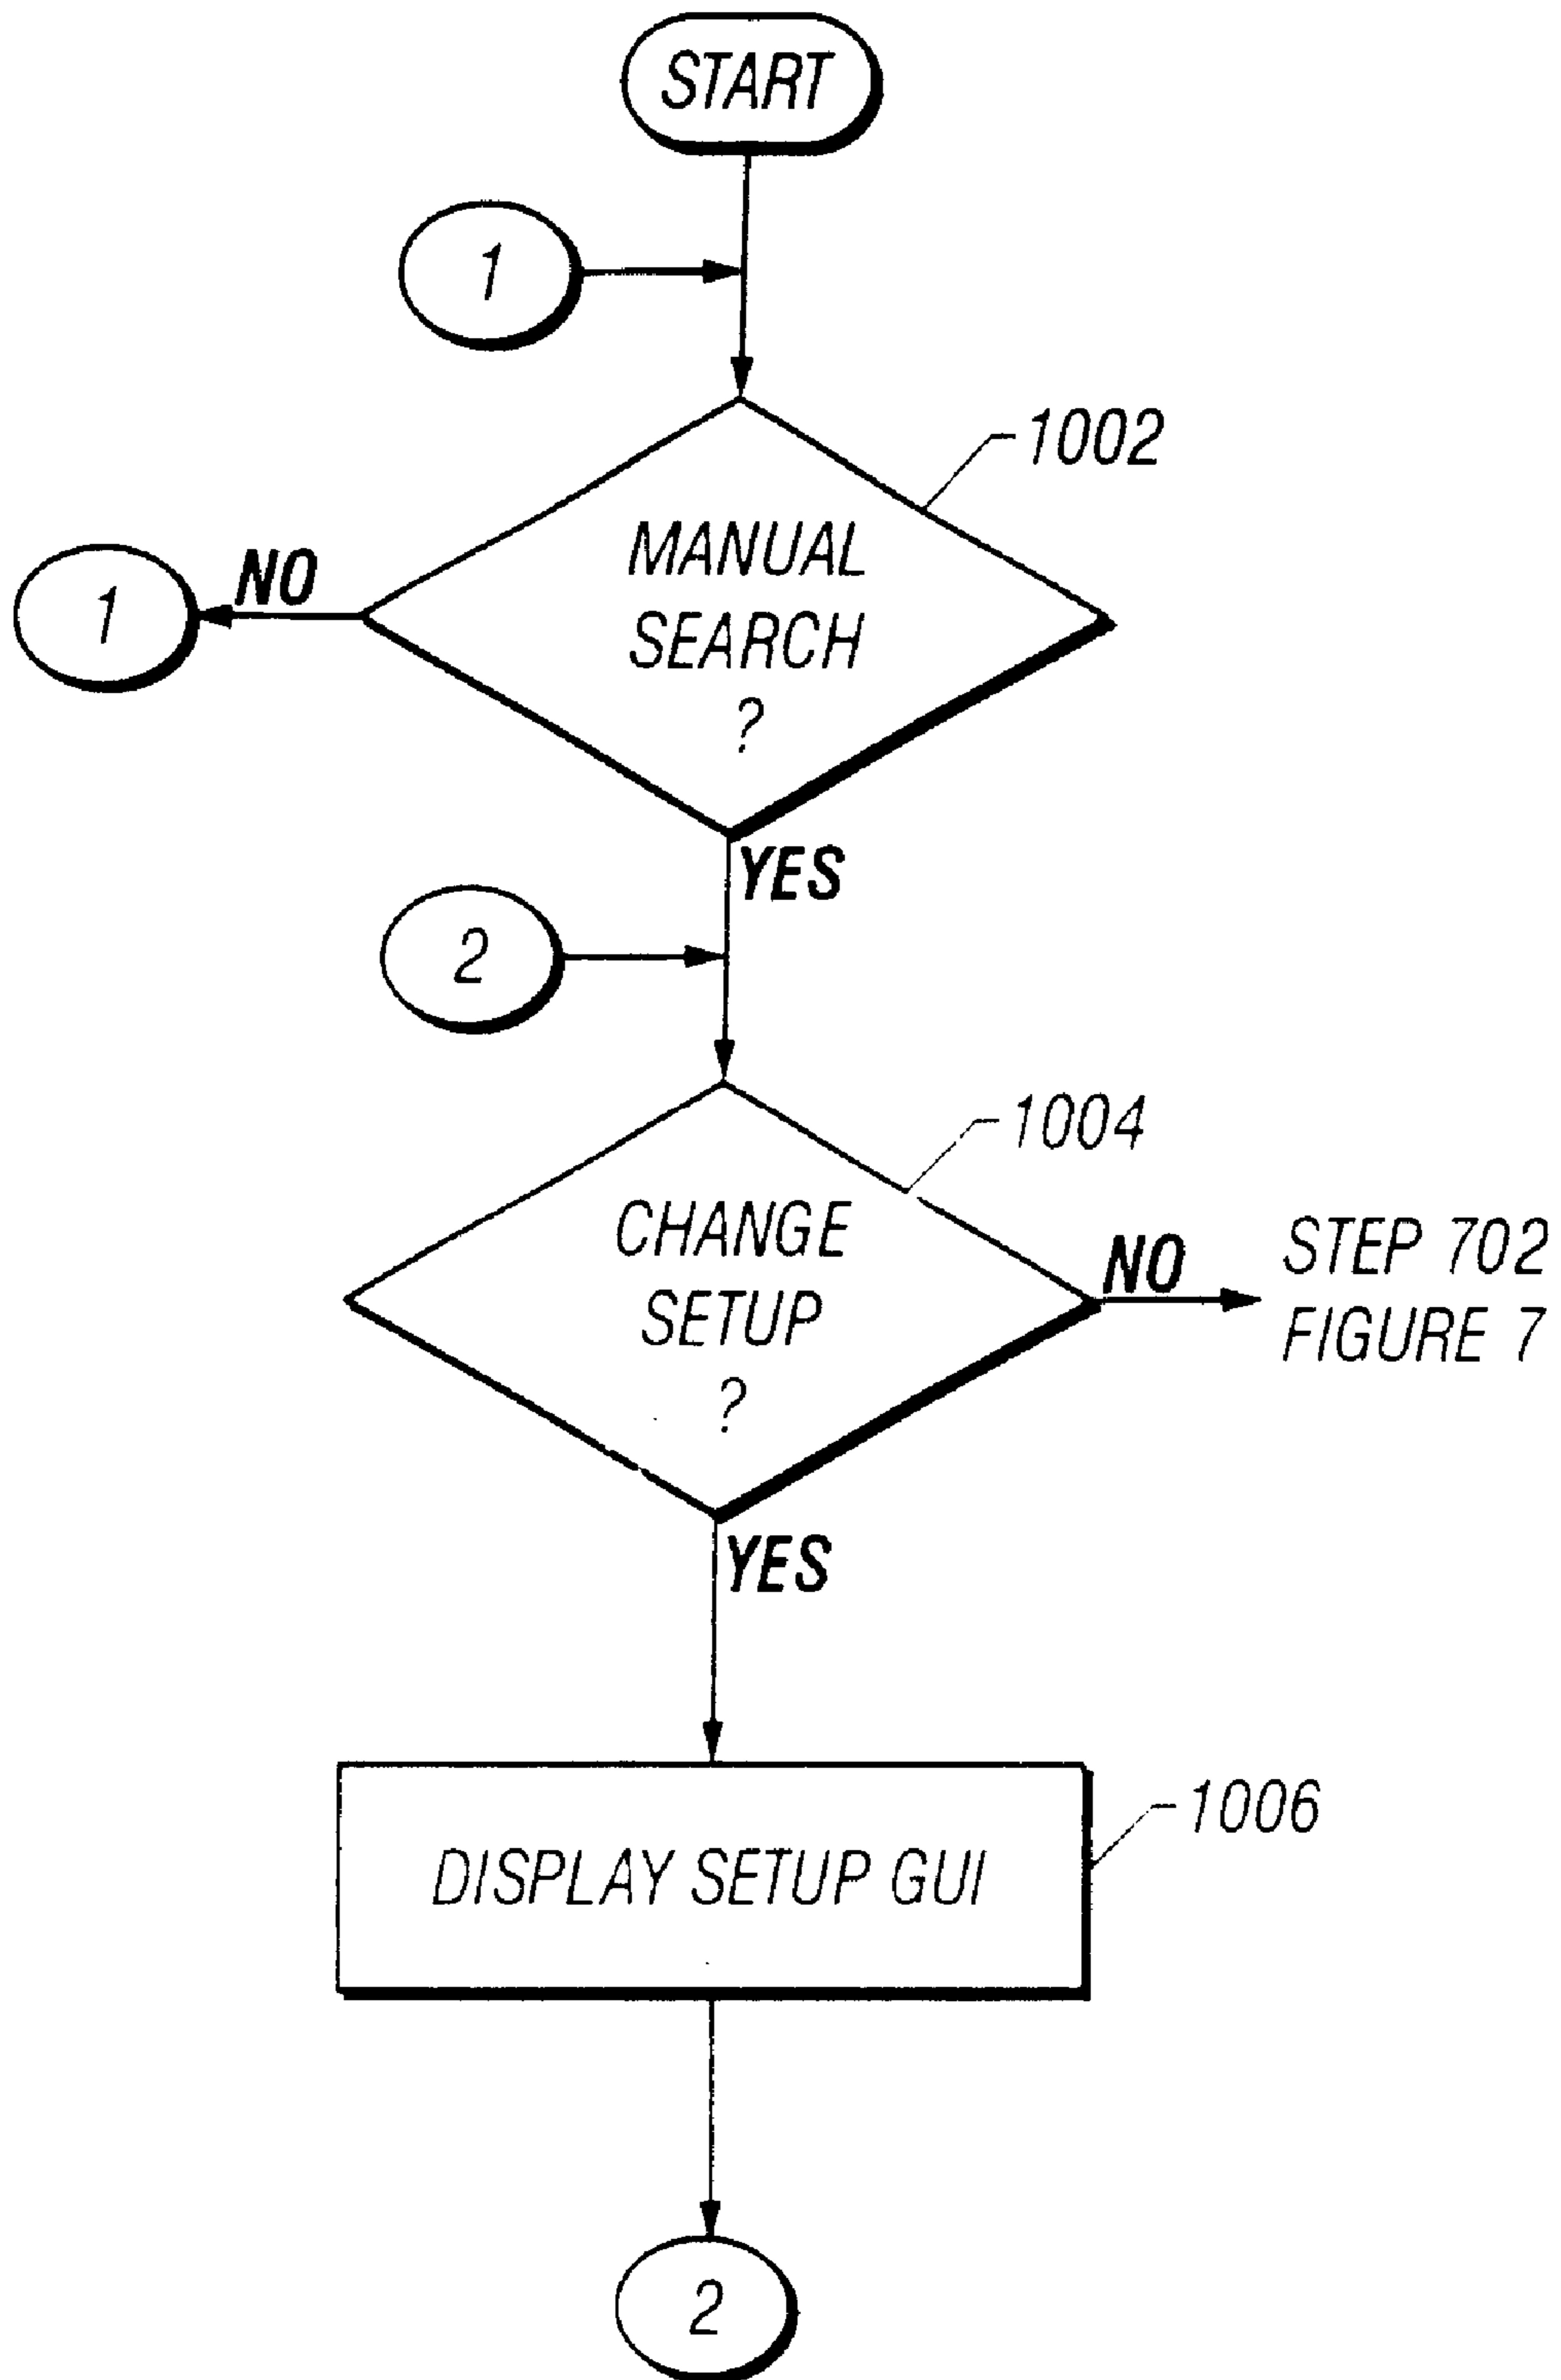 START
1
1002
MANUAL
SEARCH
?
NO
1
YES
2
1004
CHANGE
SETUP
?
NO
STEP 702
FIGURE 7
YES
1006
DISPLAY SETUP GUI
2